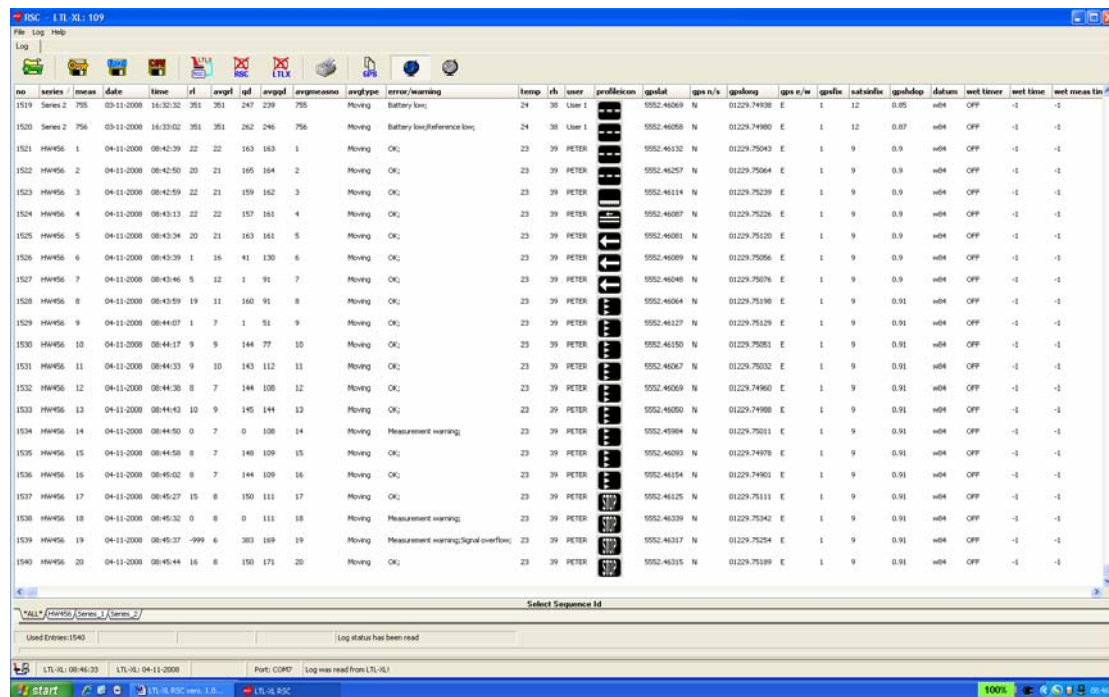 RSC - LTL-XL: 109
File Log Help
Log
LTLX RSC RSC LTLX GPS
no series / meas date time rl avgrl qd avgqd avgmeasno avgtype error/warning temp rh user profileicon gpslat gps n/s gpslong gps e/w gpsfix satsinfix gpshdop datum wet timer wet time wet meas tin
1519 Series 2 755 03-11-2008 16:32:32 351 351 247 239 755 Moving Battery low; 24 38 User 1 5552.46069 N 01229.74938 E 1 12 0.85 w84 OFF -1 -1
1520 Series 2 756 03-11-2008 16:33:02 351 351 262 246 756 Moving Battery low;Reference low; 24 38 User 1 5552.46058 N 01229.74980 E 1 12 0.87 w84 OFF -1 -1
1521 HW456 1 04-11-2008 08:42:39 22 22 163 163 1 Moving OK; 23 39 PETER 5552.46132 N 01229.75043 E 1 9 0.9 w84 OFF -1 -1
1522 HW456 2 04-11-2008 08:42:50 20 21 165 164 2 Moving OK; 23 39 PETER 5552.46257 N 01229.75064 E 1 9 0.9 w84 OFF -1 -1
1523 HW456 3 04-11-2008 08:42:59 22 21 159 162 3 Moving OK; 23 39 PETER 5552.46114 N 01229.75239 E 1 9 0.9 w84 OFF -1 -1
1524 HW456 4 04-11-2008 08:43:13 22 22 157 161 4 Moving OK; 23 39 PETER 5552.46087 N 01229.75226 E 1 9 0.9 w84 OFF -1 -1
1525 HW456 5 04-11-2008 08:43:34 20 21 163 161 5 Moving OK; 23 39 PETER 5552.46081 N 01229.75120 E 1 9 0.9 w84 OFF -1 -1
1526 HW456 6 04-11-2008 08:43:39 1 16 41 130 6 Moving OK; 23 39 PETER 5552.46089 N 01229.75056 E 1 9 0.9 w84 OFF -1 -1
1527 HW456 7 04-11-2008 08:43:46 5 12 1 91 7 Moving OK; 23 39 PETER 5552.46048 N 01229.75076 E 1 9 0.9 w84 OFF -1 -1
1528 HW456 8 04-11-2008 08:43:59 19 11 160 91 8 Moving OK; 23 39 PETER 5552.46064 N 01229.75198 E 1 9 0.91 w84 OFF -1 -1
1529 HW456 9 04-11-2008 08:44:07 1 7 1 51 9 Moving OK; 23 39 PETER 5552.46127 N 01229.75129 E 1 9 0.91 w84 OFF -1 -1
1530 HW456 10 04-11-2008 08:44:17 9 9 144 77 10 Moving OK; 23 39 PETER 5552.46150 N 01229.75051 E 1 9 0.91 w84 OFF -1 -1
1531 HW456 11 04-11-2008 08:44:33 9 10 143 112 11 Moving OK; 23 39 PETER 5552.46067 N 01229.75032 E 1 9 0.91 w84 OFF -1 -1
1532 HW456 12 04-11-2008 08:44:38 8 7 144 108 12 Moving OK; 23 39 PETER 5552.46069 N 01229.74960 E 1 9 0.91 w84 OFF -1 -1
1533 HW456 13 04-11-2008 08:44:43 10 9 145 144 13 Moving OK; 23 39 PETER 5552.46050 N 01229.74988 E 1 9 0.91 w84 OFF -1 -1
1534 HW456 14 04-11-2008 08:44:50 0 7 0 108 14 Moving Measurement warning; 23 39 PETER 5552.45984 N 01229.75011 E 1 9 0.91 w84 OFF -1 -1
1535 HW456 15 04-11-2008 08:44:58 8 7 148 109 15 Moving OK; 23 39 PETER 5552.46093 N 01229.74978 E 1 9 0.91 w84 OFF -1 -1
1536 HW456 16 04-11-2008 08:45:02 8 7 144 109 16 Moving OK; 23 39 PETER 5552.46154 N 01229.74901 E 1 9 0.91 w84 OFF -1 -1
1537 HW456 17 04-11-2008 08:45:27 15 8 150 111 17 Moving OK; 23 39 PETER STOP 5552.46125 N 01229.75111 E 1 9 0.91 w84 OFF -1 -1
1538 HW456 18 04-11-2008 08:45:32 0 8 0 111 18 Moving Measurement warning; 23 39 PETER STOP 5552.46339 N 01229.75342 E 1 9 0.91 w84 OFF -1 -1
1539 HW456 19 04-11-2008 08:45:37 -999 6 383 169 19 Moving Measurement warning;Signal overflow; 23 39 PETER STOP 5552.46317 N 01229.75254 E 1 9 0.91 w84 OFF -1 -1
1540 HW456 20 04-11-2008 08:45:44 16 8 150 171 20 Moving OK; 23 39 PETER STOP 5552.46315 N 01229.75189 E 1 9 0.91 w84 OFF -1 -1
Select Sequence Id
*ALL* HW456 Series_1 Series_2
Used Entries:1540 Log status has been read
LTL-XL: 08:46:33 LTL-XL: 04-11-2008 Port: COM7 Log was read from LTL-XL!
start LTL-XL RSC vers. 1.0... LTL-XL RSC 100%